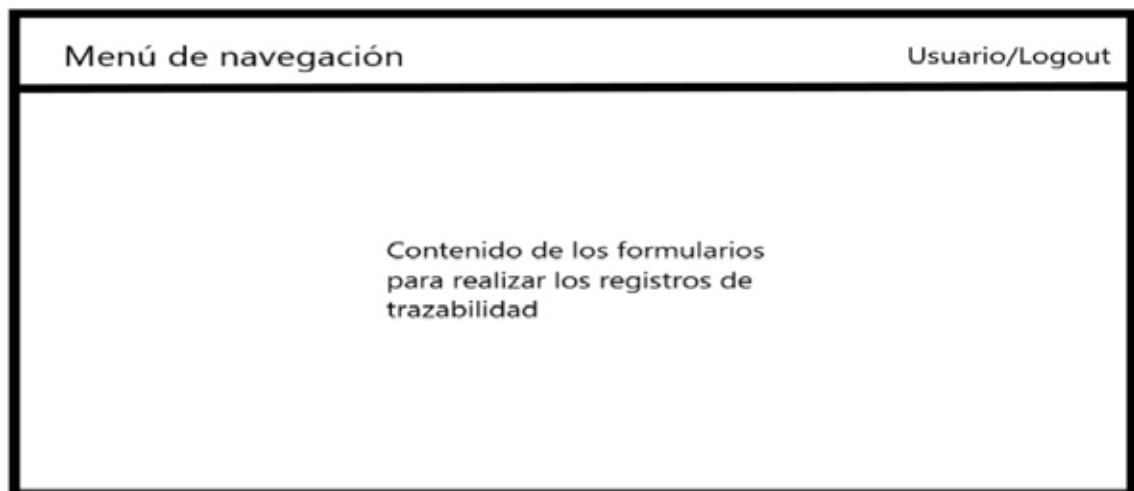 Menú de navegación
Usuario/Logout
Contenido de los formularios
para realizar los registros de
trazabilidad